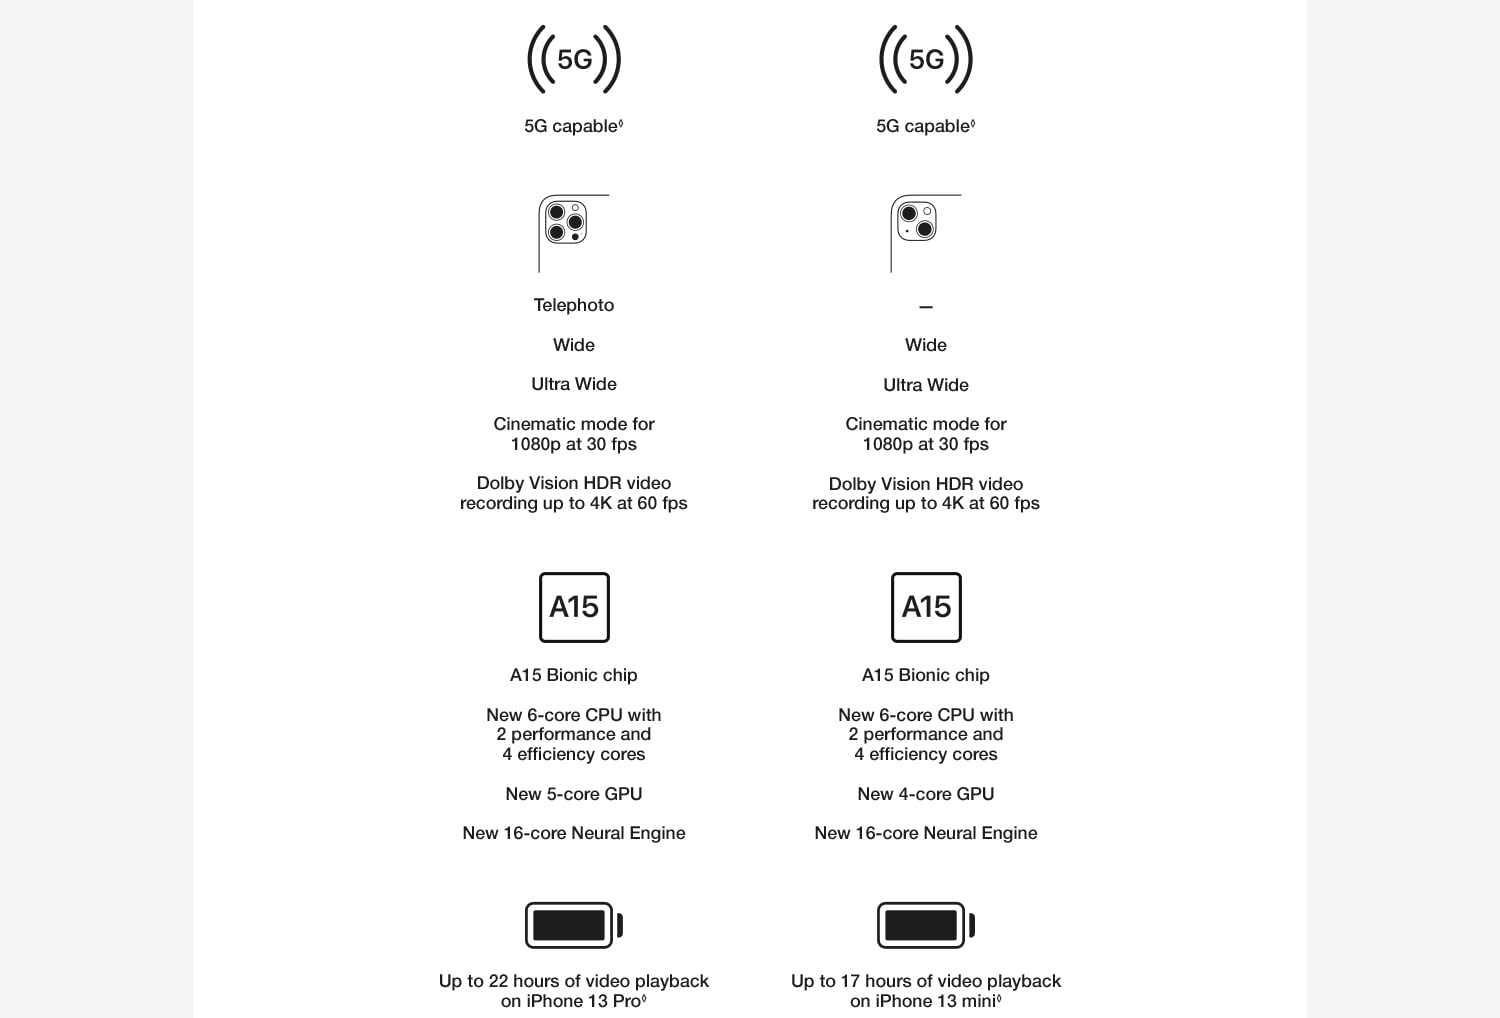 5G
5G capable◊
Telephoto
Wide
Ultra Wide
Cinematic mode for
1080p at 30 fps
Dolby Vision HDR video
recording up to 4K at 60 fps
A15
A15 Bionic chip
New 6-core CPU with
2 performance and
4 efficiency cores
New 5-core GPU
New 16-core Neural Engine
Up to 22 hours of video playback
on iPhone 13 Pro◊
5G
5G capable◊
—
Wide
Ultra Wide
Cinematic mode for
1080p at 30 fps
Dolby Vision HDR video
recording up to 4K at 60 fps
A15
A15 Bionic chip
New 6-core CPU with
2 performance and
4 efficiency cores
New 4-core GPU
New 16-core Neural Engine
Up to 17 hours of video playback
on iPhone 13 mini◊